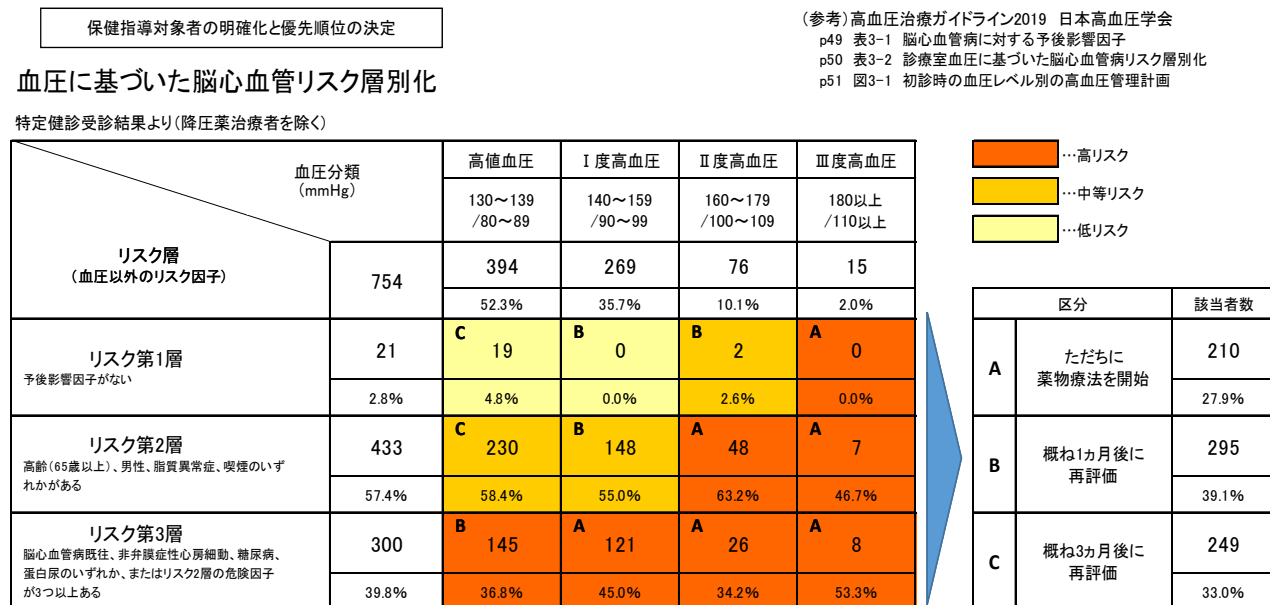 保健指導対象者の明確化と優先順位の決定
(参考)高血圧治療ガイドライン2019 日本高血圧学会
p49 表3-1 脳心血管病に対する予後影響因子
p50 表3-2 診療室血圧に基づいた脳心血管病リスク層別化
p51 図3-1 初診時の血圧レベル別の高血圧管理計画
血圧に基づいた脳心血管リスク層別化
特定健診受診結果より(降圧薬治療者を除く)
血圧分類
(mmHg)
リスク層
(血圧以外のリスク因子)
高値血圧 Ⅰ度高血圧 Ⅱ度高血圧 Ⅲ度高血圧
130~139 140~159 160~179 180以上
/80~89 /90~99 /100~109 /110以上
754 394 269 76 15
52.3% 35.7% 10.1% 2.0%
リスク第1層
予後影響因子がない
21 C 19 B 0 B 2 A 0
2.8% 4.8% 0.0% 2.6% 0.0%
リスク第2層
高齢(65歳以上)、男性、脂質異常症、喫煙のいず
れかがある
433 C 230 B 148 A 48 A 7
57.4% 58.4% 55.0% 63.2% 46.7%
リスク第3層
脳心血管病既往、非弁膜症性心房細動、糖尿病、
蛋白尿のいずれか、またはリスク2層の危険因子
が3つ以上ある
300 B 145 A 121 A 26 A 8
39.8% 36.8% 45.0% 34.2% 53.3%
…高リスク
…中等リスク
…低リスク
区分 該当者数
A ただちに
薬物療法を開始
210
27.9%
B 概ね1ヵ月後に
再評価
295
39.1%
C 概ね3ヵ月後に
再評価
249
33.0%